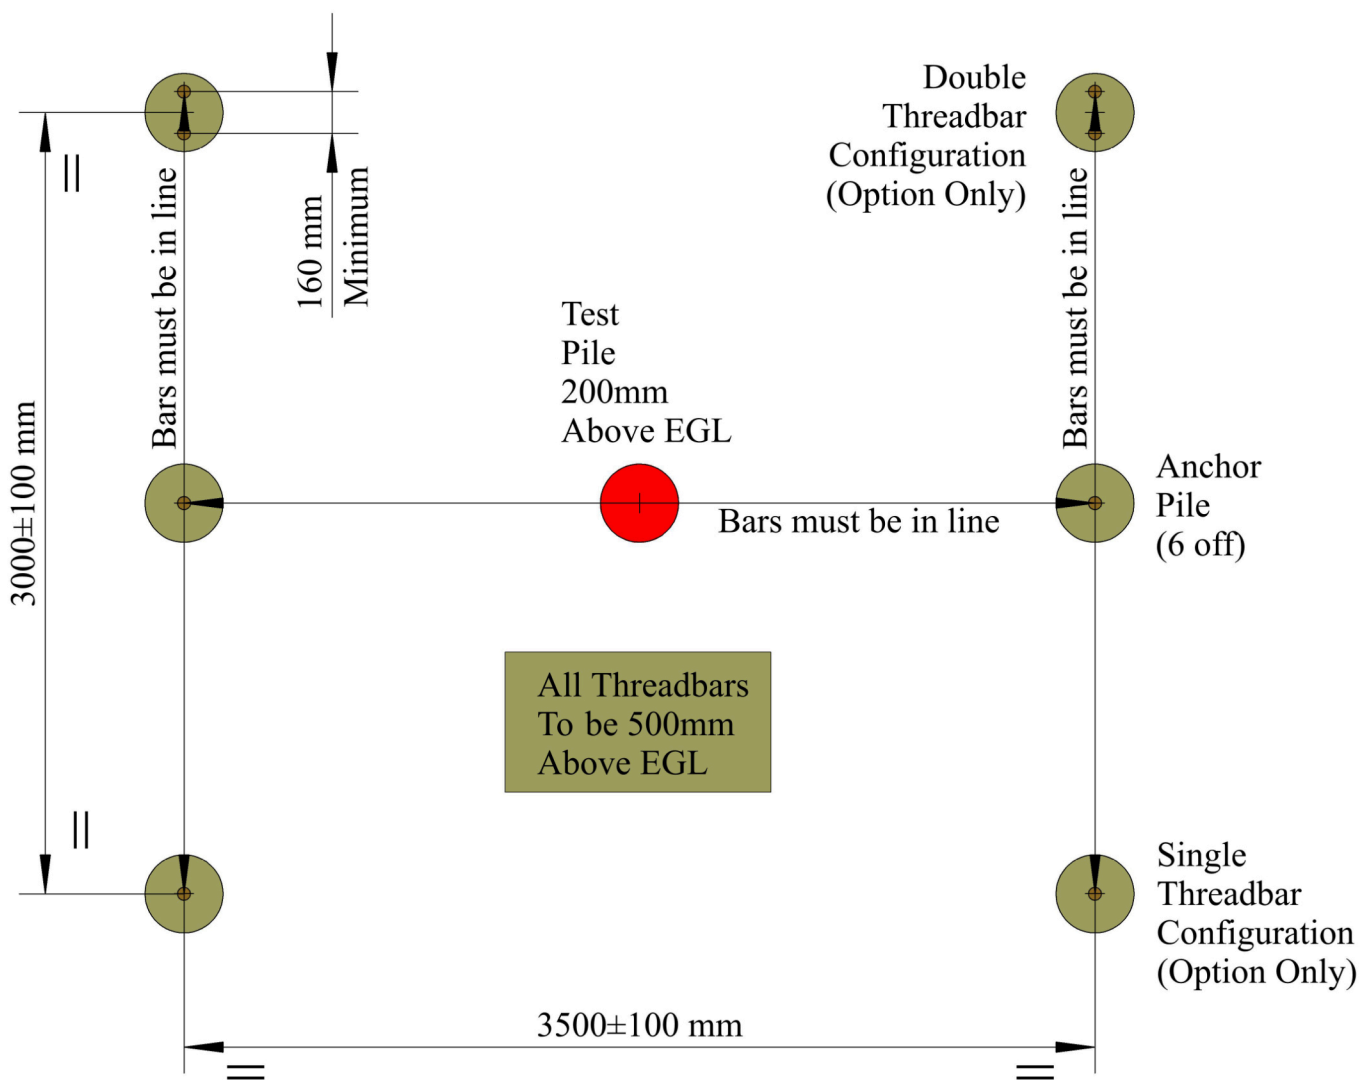 Double
Threadbar
Configuration
(Option Only)
160 mm
Minimum
Bars must be in line
Bars must be in line
Test
Pile
200mm
Above EGL
3000±100 mm
Bars must be in line
Anchor
Pile
(6 off)
All Threadbars
To be 500mm
Above EGL
Single
Threadbar
Configuration
(Option Only)
3500±100 mm